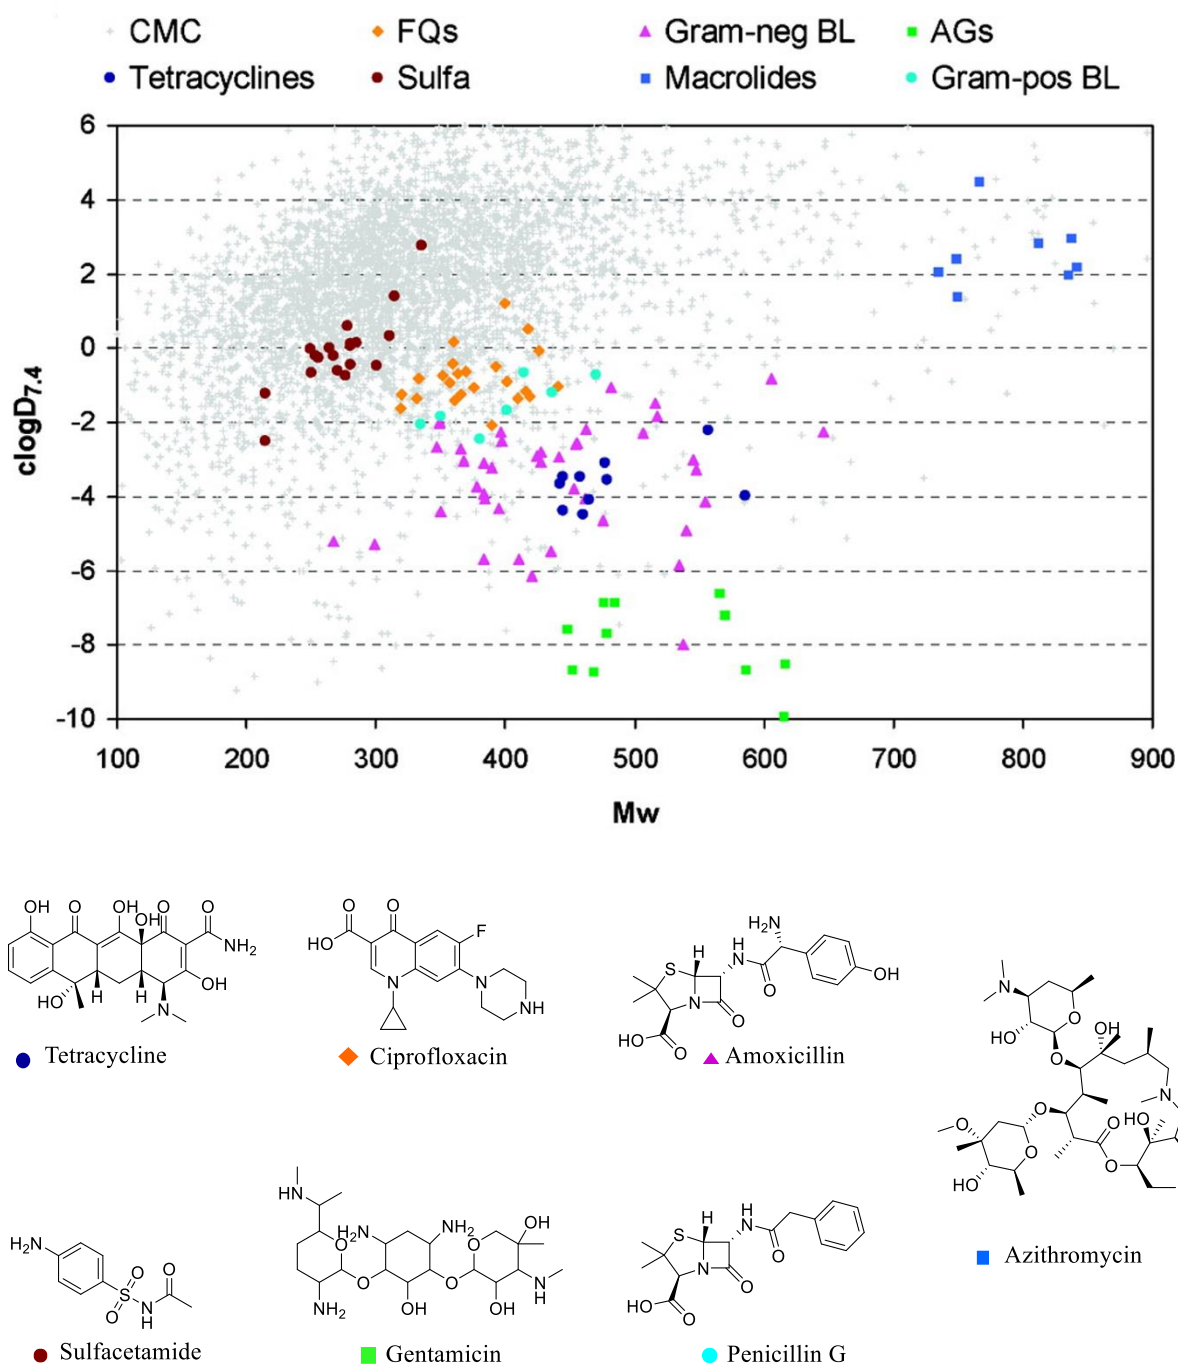 CMC FQs Gram-neg BL AGs
Tetracyclines Sulfa Macrolides Gram-pos BL
6
4
2
0
-2
-4
-6
-8
-10
clogD7.4
100 200 300 400 500 600 700 800 900
Mw
OH O OH OH O O
NH2
HO H H OH
N
Tetracycline
O O
HO F
N N
NH
Ciprofloxacin
H2N
H H
S N
O OH
N
O
HO
O
Amoxicillin
N
HO O
O OH
N
O O HO
O
O O
HO
Azithromycin
H2N
O O
S
O N
H
Sulfacetamide
HN
H2N NH2 OH
O O
O O N
H
NH2 OH OH
Gentamicin
H H
S N
O
N
O
HO
O
Penicillin G